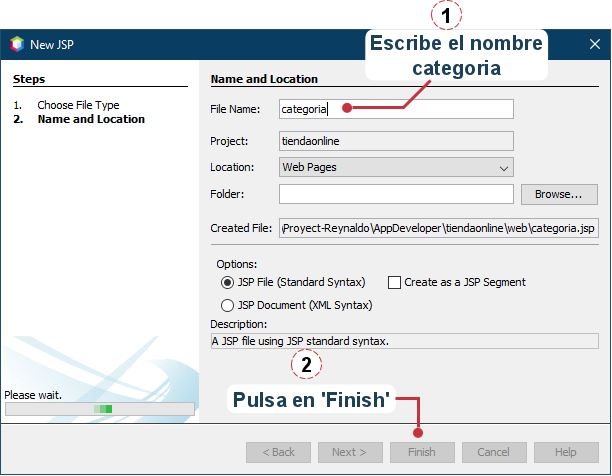 1
Escribe el nombre
categoria
New JSP
Steps
1. Choose File Type
2. Name and Location
Name and Location
File Name: categoria
Project: tiendaonline
Location: Web Pages
Folder: Browse...
Created File: \Proyect-Reynaldo\AppDeveloper\tiendaonline\web\categoria.jsp
Options:
JSP File (Standard Syntax) Create as a JSP Segment
JSP Document (XML Syntax)
Description:
A JSP file using JSP standard syntax.
2
Pulsa en 'Finish'
Please wait.
< Back Next > Finish Cancel Help